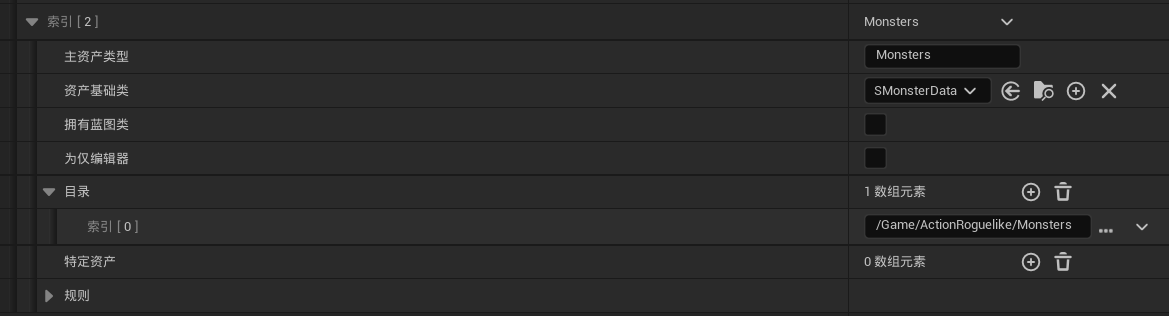 索引 [ 2 ] Monsters
主资产类型 Monsters
资产基础类 SMonsterData
拥有蓝图类
为仅编辑器
目录 1 数组元素
索引 [ 0 ] /Game/ActionRoguelike/Monsters
特定资产 0 数组元素
规则